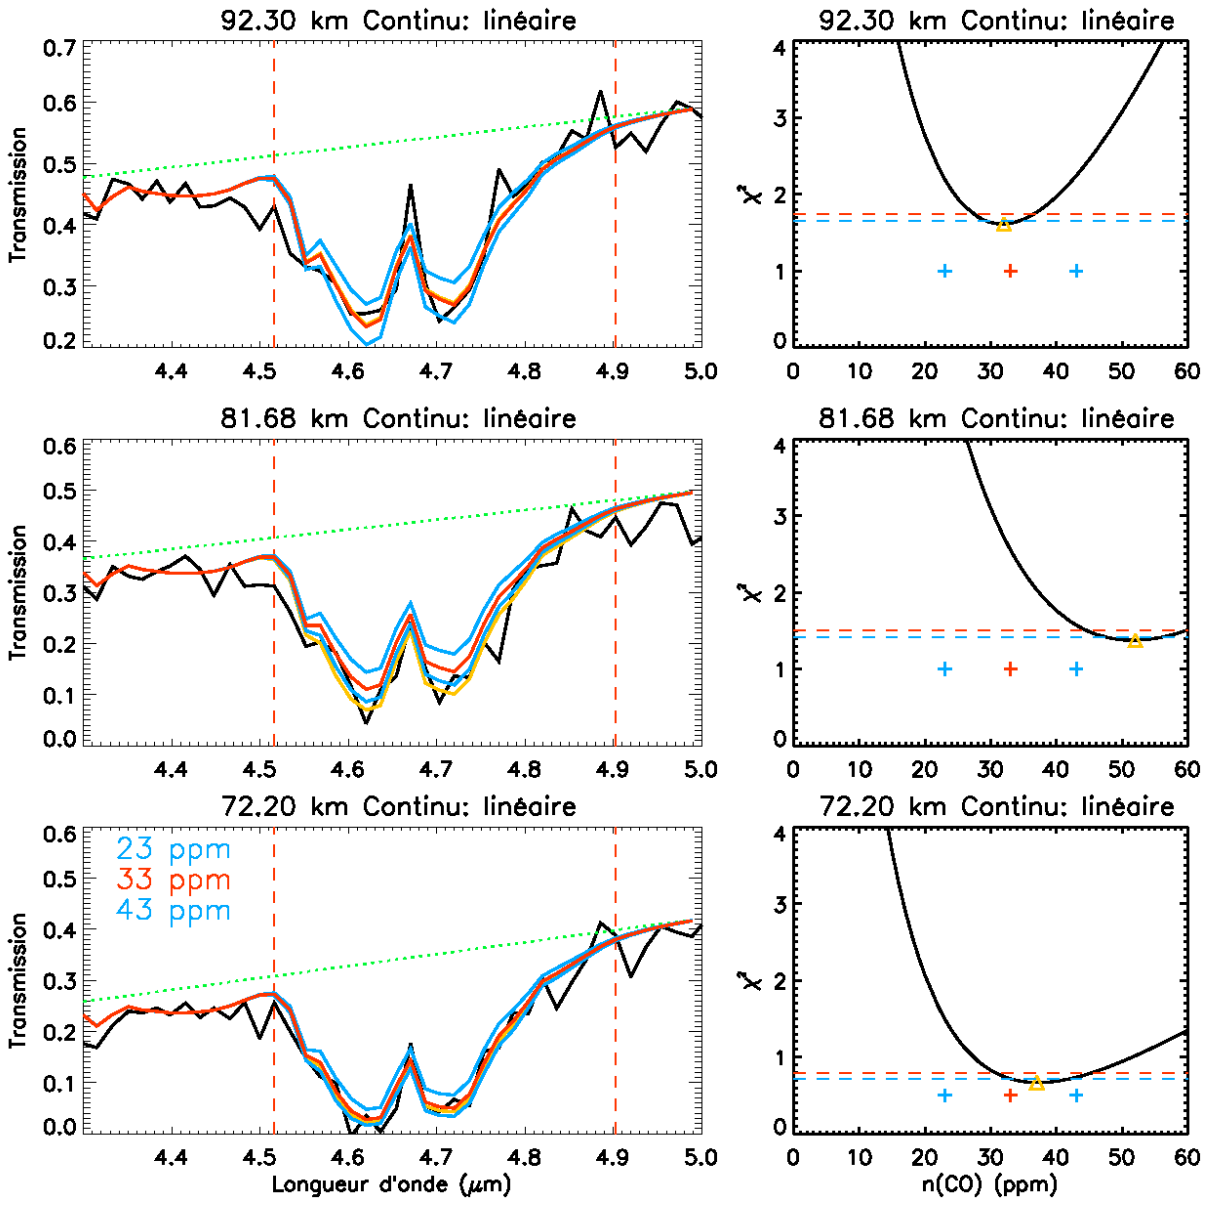 92.30 km Continu: linéaire
0.7
0.6
0.5
0.4
0.3
0.2
Transmission
4.4 4.5 4.6 4.7 4.8 4.9 5.0
92.30 km Continu: linéaire
4
3
2
1
0
χ²
0 10 20 30 40 50 60
81.68 km Continu: linéaire
0.6
0.5
0.4
0.3
0.2
0.1
0.0
Transmission
4.4 4.5 4.6 4.7 4.8 4.9 5.0
81.68 km Continu: linéaire
4
3
2
1
0
χ²
0 10 20 30 40 50 60
72.20 km Continu: linéaire
23 ppm
33 ppm
43 ppm
0.6
0.5
0.4
0.3
0.2
0.1
0.0
Transmission
4.4 4.5 4.6 4.7 4.8 4.9 5.0
Longueur d'onde (μm)
72.20 km Continu: linéaire
4
3
2
1
0
χ²
0 10 20 30 40 50 60
n(CO) (ppm)